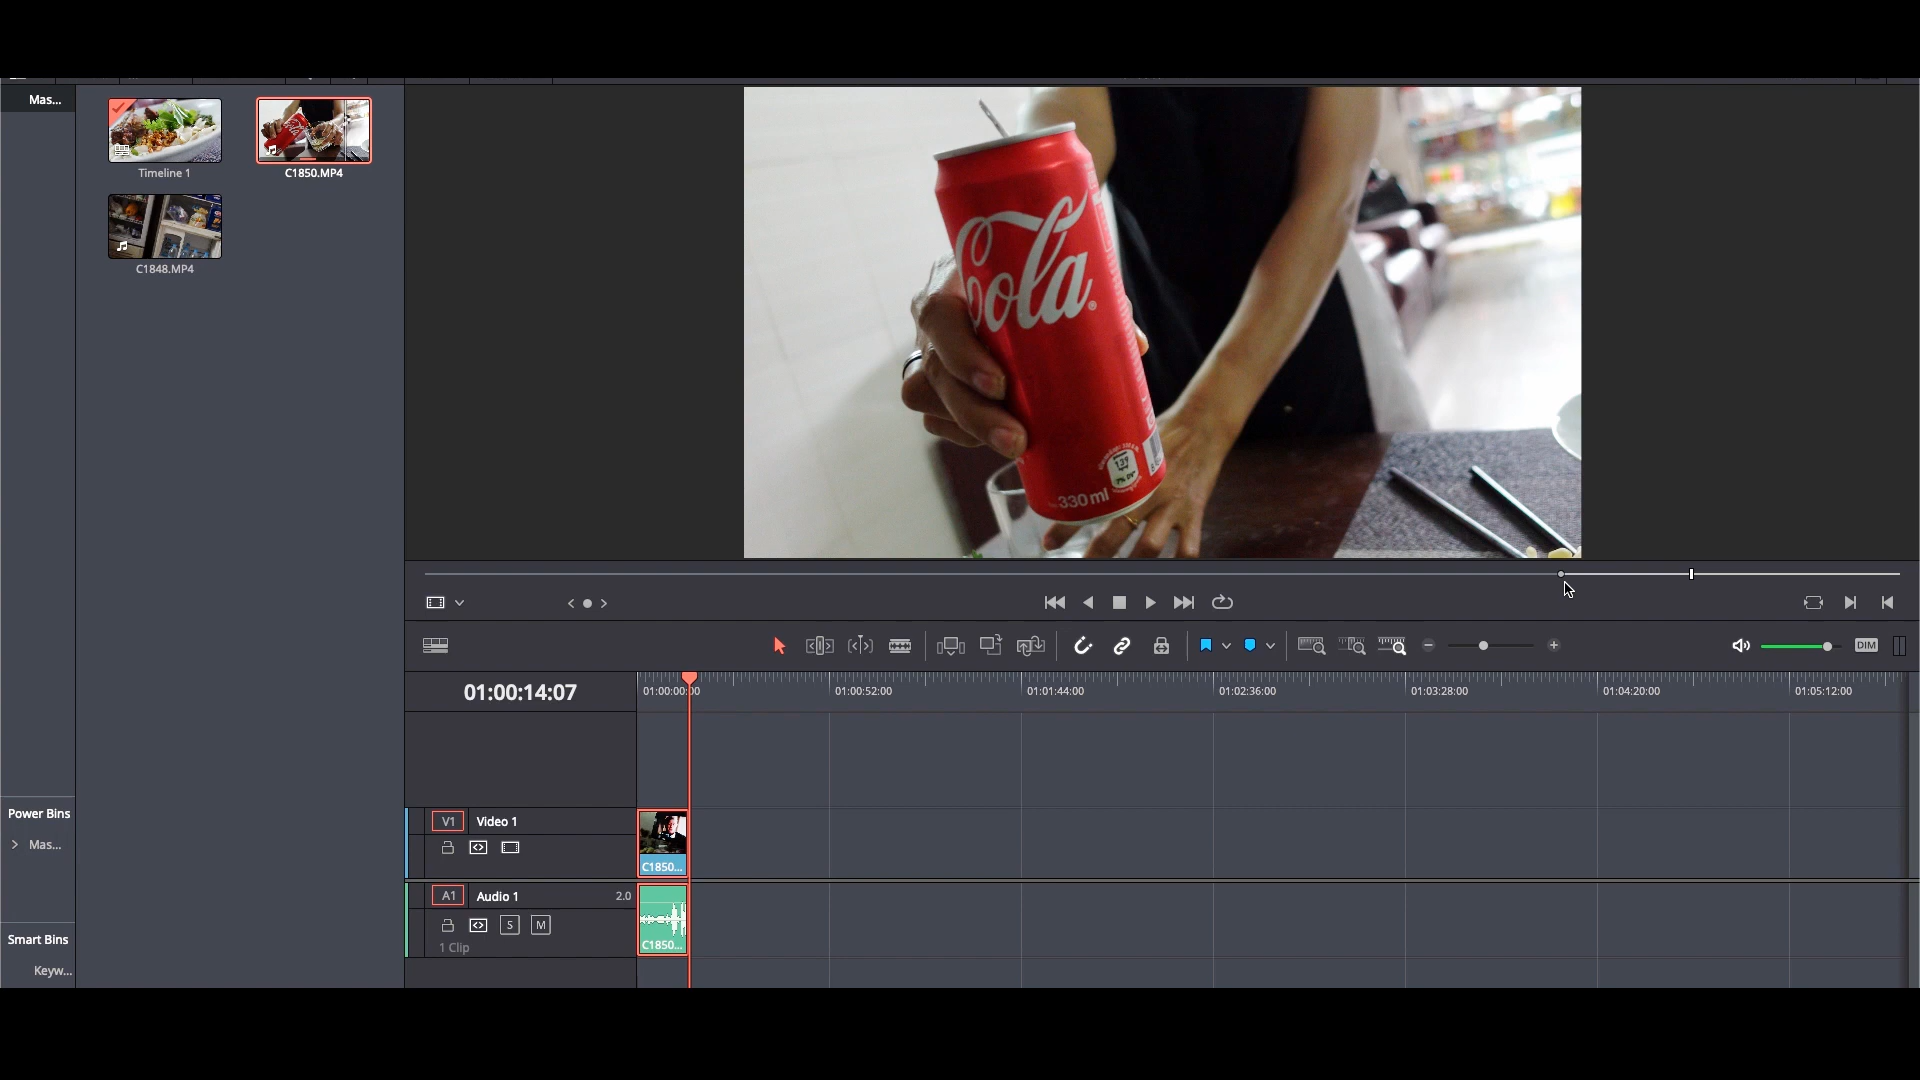 Mas...
Timeline 1
C1850.MP4
C1848.MP4
Cola®
139
7%
330ml
DIM
01:00:14:07
01:00:00:00
01:00:52:00
01:01:44:00
01:02:36:00
01:03:28:00
01:04:20:00
01:05:12:00
Power Bins
Mas...
V1
Video 1
C1850...
A1
Audio 1
2.0
S
M
1 Clip
C1850...
Smart Bins
Keyw...